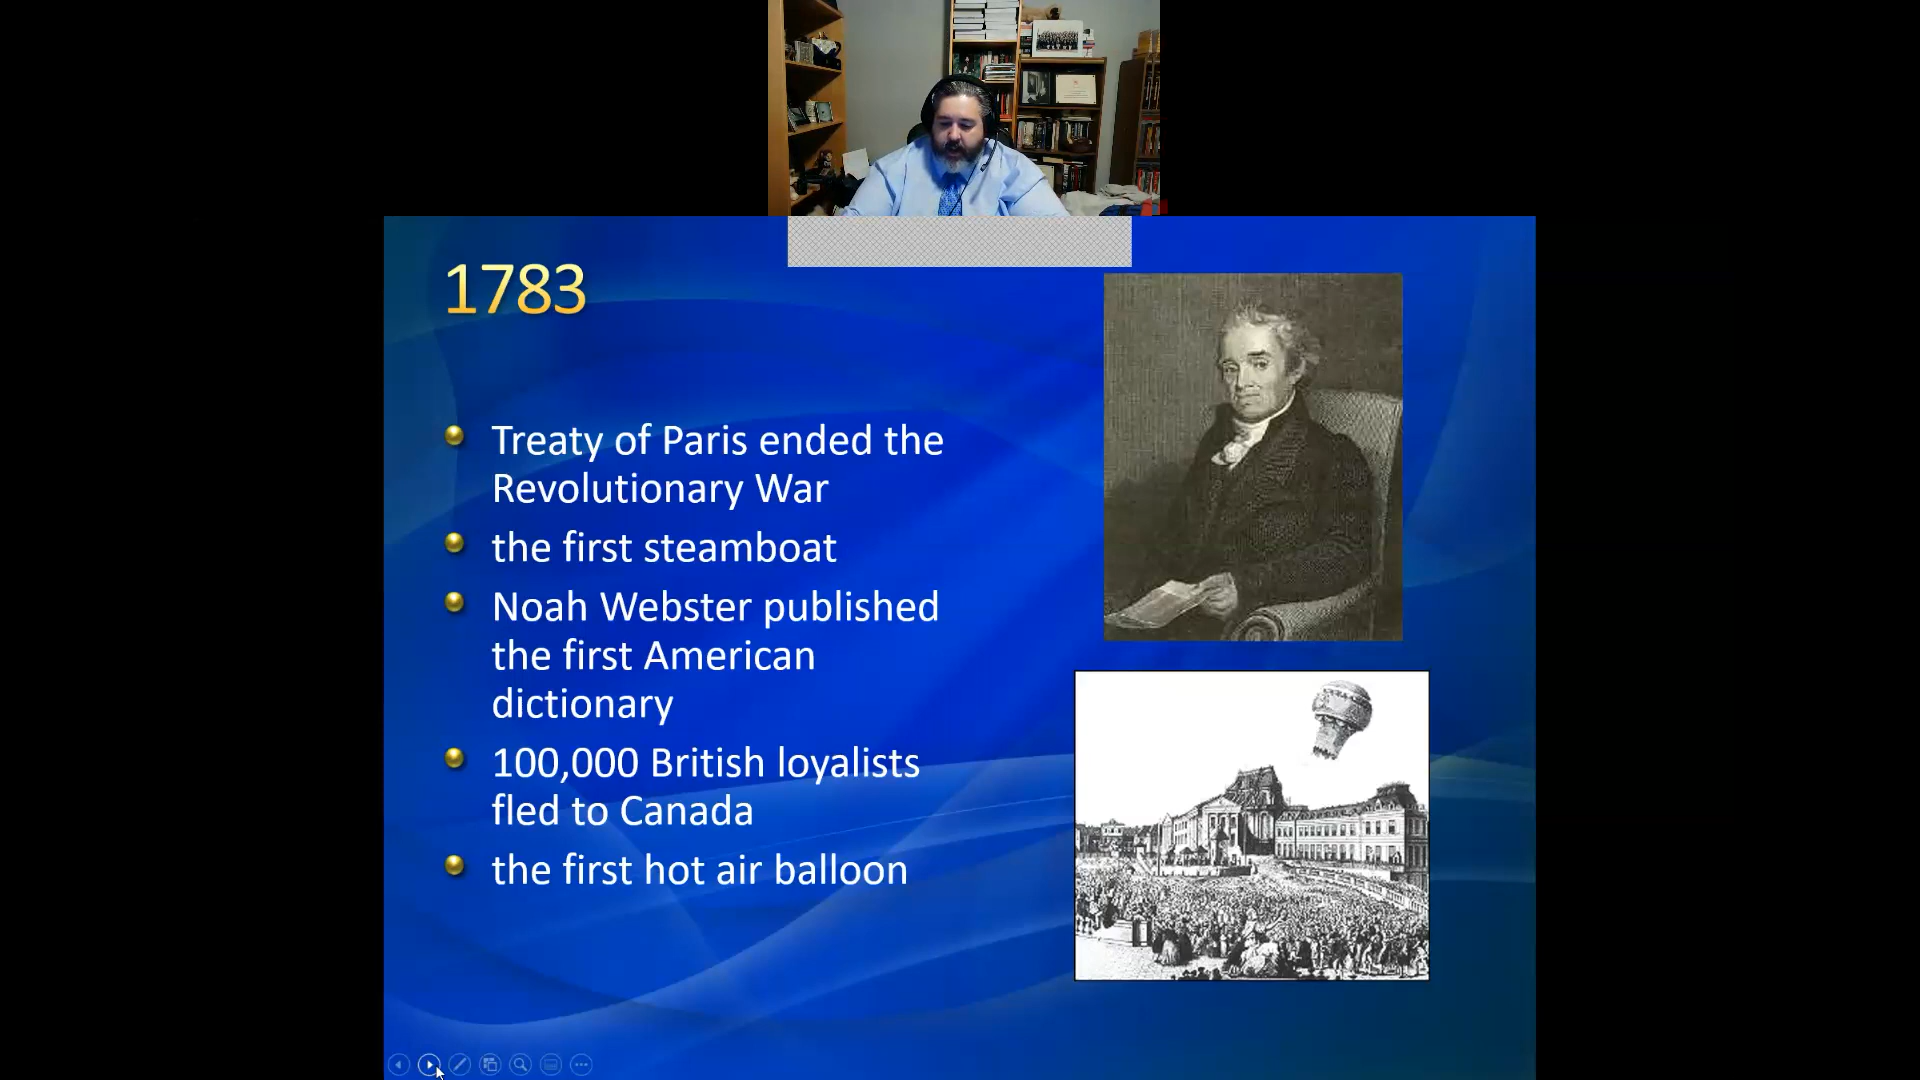 1783
Treaty of Paris ended the
Revolutionary War
the first steamboat
Noah Webster published
the first American
dictionary
100,000 British loyalists
fled to Canada
the first hot air balloon